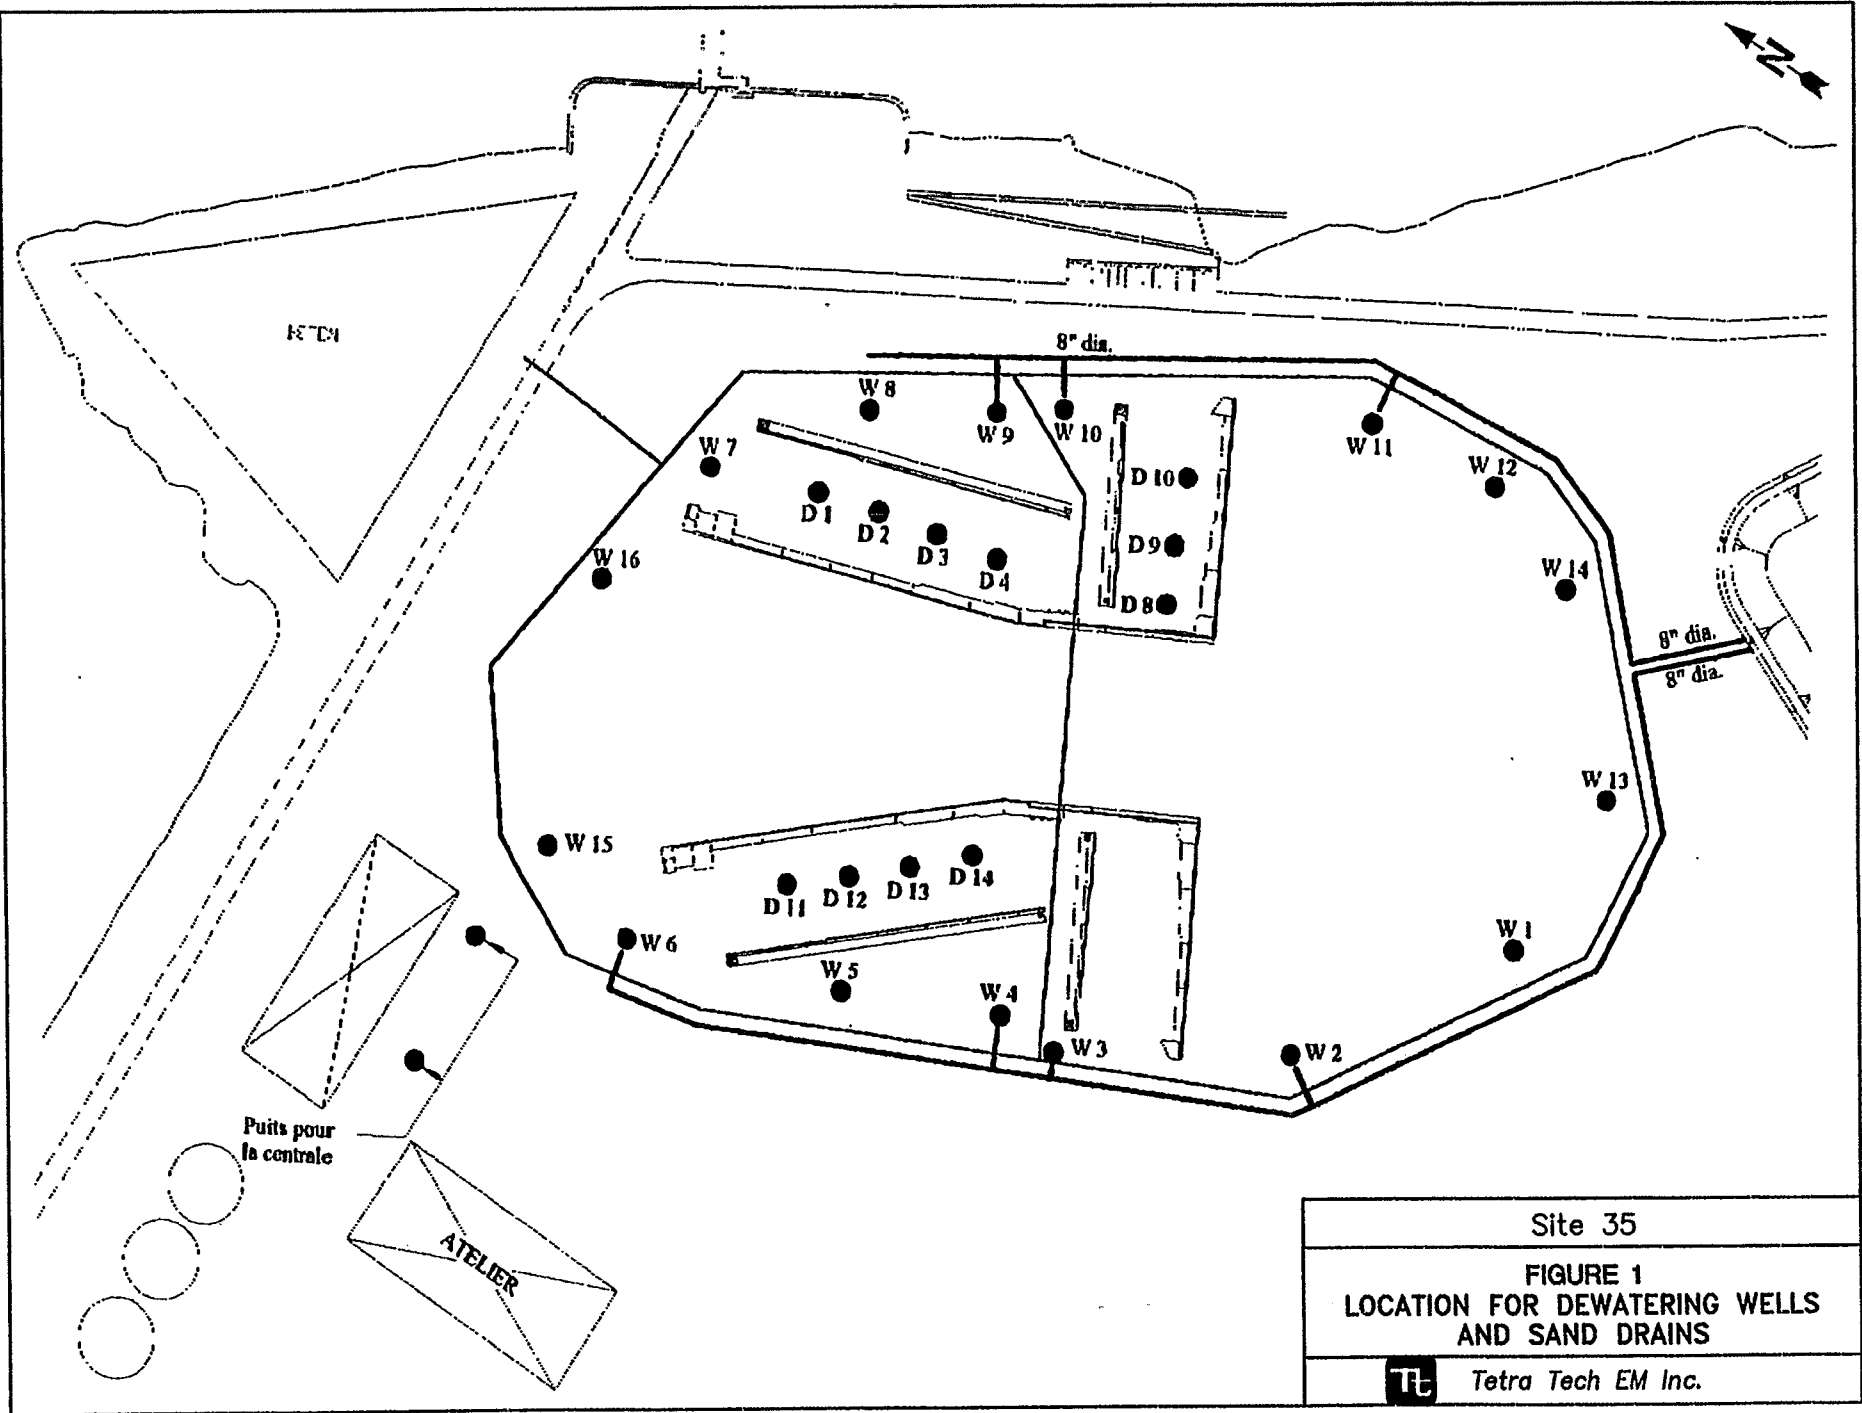 N
8" dia.
W 8
W 9
W 10
W 11
W 7
W 12
D 10
D 1
D 2
D 3
D 9
D 4
W 16
W 14
D 8
8" dia.
8" dia.
W 13
W 15
D 14
D 13
D 12
D 11
W 6
W 1
W 5
W 4
W 3
W 2
Puits pour
la centrale
ATELIER
Site 35
FIGURE 1
LOCATION FOR DEWATERING WELLS
AND SAND DRAINS
Tt
Tetra Tech EM Inc.